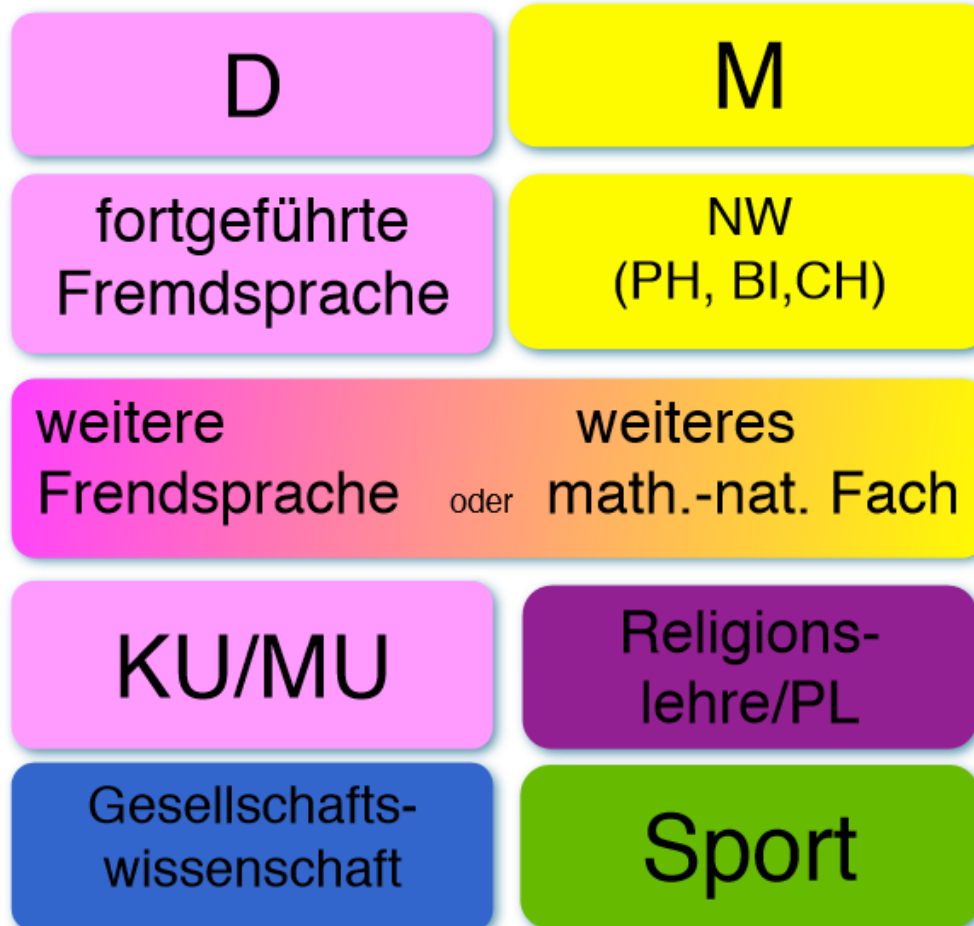 D
M
fortgeführte
Fremdsprache
NW
(PH, BI,CH)
weitere
Frendsprache
oder
weiteres
math.-nat. Fach
KU/MU
Religions-
lehre/PL
Gesellschafts-
wissenschaft
Sport